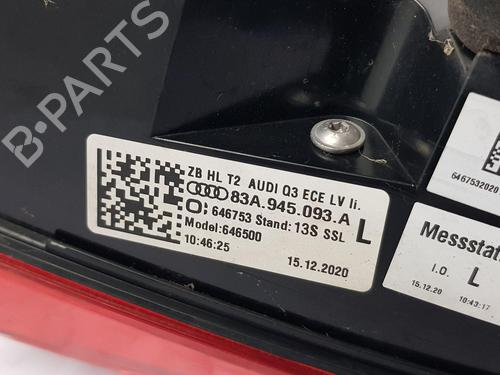 B-PARTS
ZB HL T2 AUDI Q3 ECE LV li.
83A.945.093.A
646753 Stand: 13S SSL L
Model:646500
10:46:25 15.12.2020
6467532020
Messstat
I.O. L
15.12.20 10:43:17